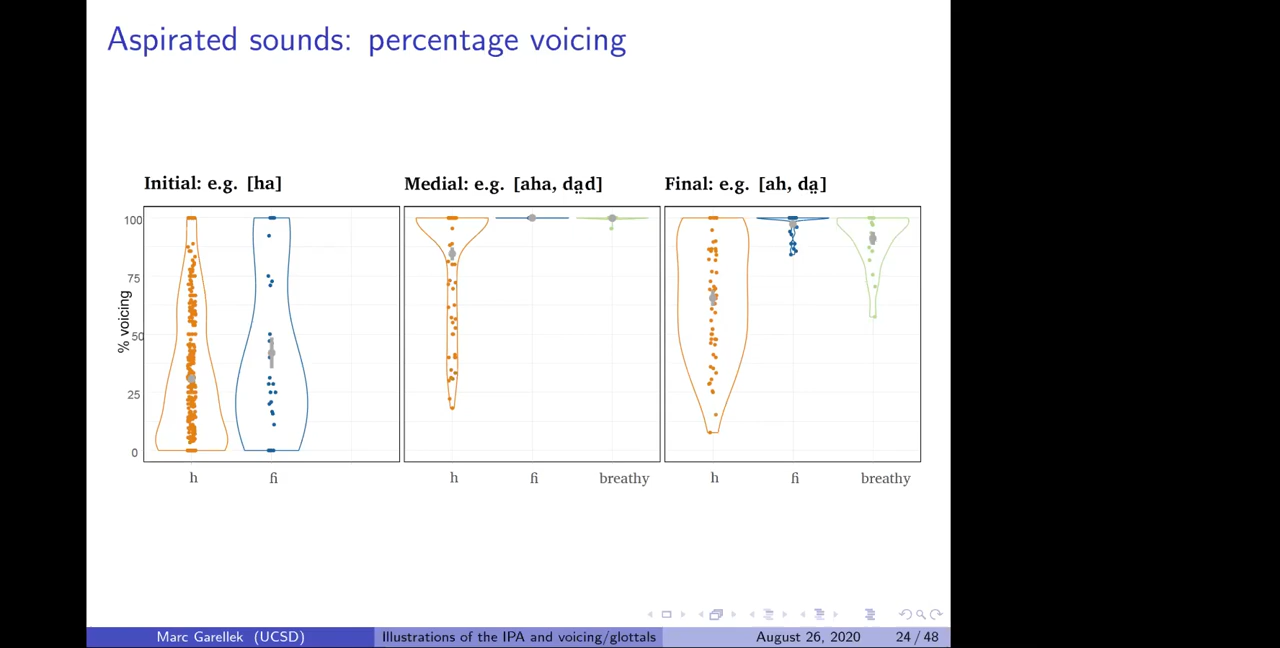 Aspirated sounds: percentage voicing
Initial: e.g. [ha]
Medial: e.g. [aha, da̤d]
Final: e.g. [ah, da̤]
% voicing
100
75
50
25
0
h ɦ
h ɦ breathy
h ɦ breathy
Marc Garellek (UCSD) Illustrations of the IPA and voicing/glottals August 26, 2020 24 / 48